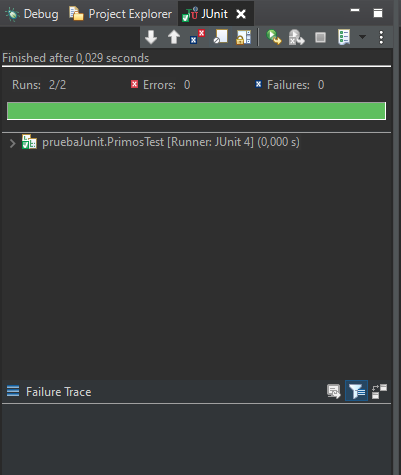 Debug Project Explorer JUnit
Finished after 0,029 seconds
Runs: 2/2 Errors: 0 Failures: 0
pruebaJunit.PrimosTest [Runner: JUnit 4] (0,000 s)
Failure Trace